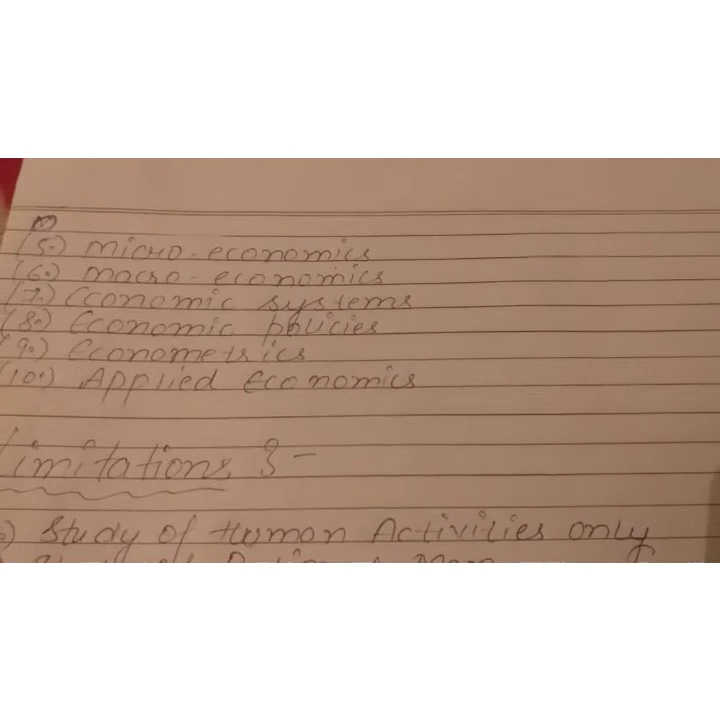 (5.) micro-economics
(6.) macro-economics
(7.) Economic systems
(8.) Economic policies
(9.) Econometrics
(10.) Applied Economics
Limitations :-
) Study of Human Activities only